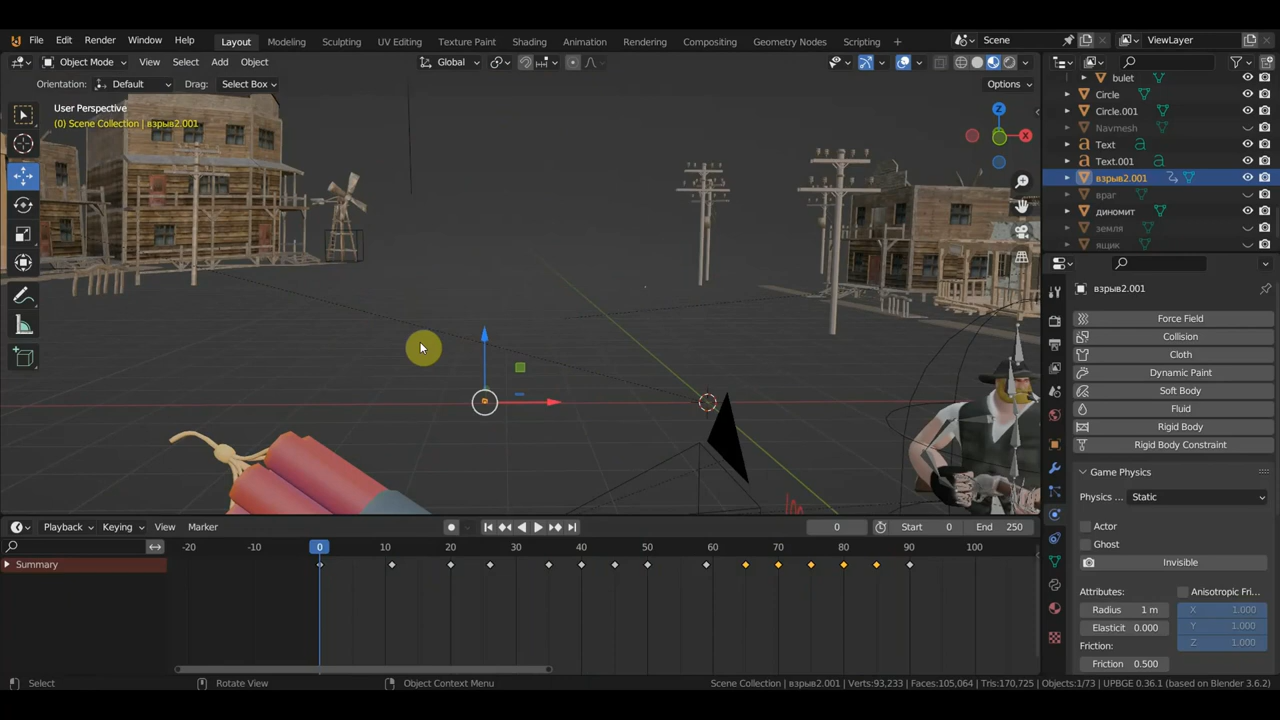 File Edit Render Window Help Layout Modeling Sculpting UV Editing Texture Paint Shading Animation Rendering Compositing Geometry Nodes Scripting + Scene ViewLayer
Object Mode View Select Add Object Global
Orientation: Default Drag: Select Box Options
User Perspective
(0) Scene Collection | взрыв2.001
Z
X
bulet
Circle
Circle.001
Navmesh
Text
Text.001
взрыв2.001
враг
диномит
земля
ящик
взрыв2.001
Force Field
Collision
Cloth
Dynamic Paint
Soft Body
Fluid
Rigid Body
Rigid Body Constraint
Game Physics
Physics ... Static
Actor
Ghost
Invisible
Attributes: Anisotropic Fri...
Radius 1 m X 1.000
Elasticit 0.000 Y 1.000
Friction: Z 1.000
Friction 0.500
Playback Keying View Marker 0 Start 0 End 250
-20 -10 0 10 20 30 40 50 60 70 80 90 100
Summary
Select Rotate View Object Context Menu Scene Collection | взрыв2.001 | Verts:93,233 | Faces:105,064 | Tris:170,725 | Objects:1/73 | UPBGE 0.36.1 (based on Blender 3.6.2)